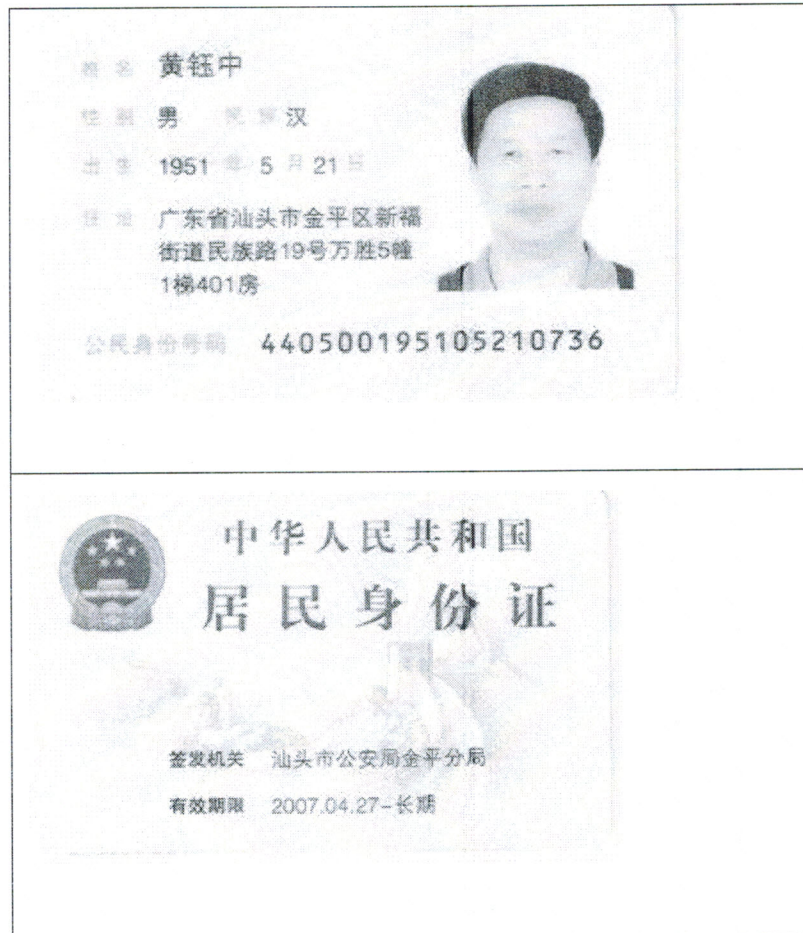 姓名 黄钰中
性别 男 民族 汉
出生 1951 年 5 月 21 日
住址 广东省汕头市金平区新福
街道民族路19号万胜5幢
1梯401房
公民身份号码 440500195105210736
中华人民共和国
居民身份证
签发机关 汕头市公安局金平分局
有效期限 2007.04.27-长期